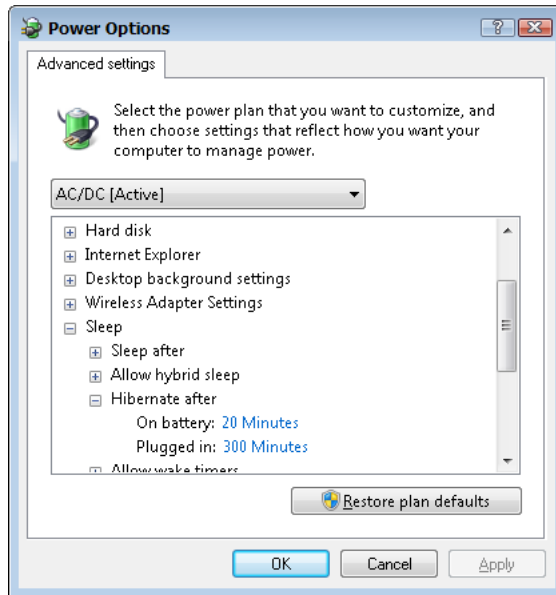 Power Options
Advanced settings
Select the power plan that you want to customize, and
then choose settings that reflect how you want your
computer to manage power.
AC/DC [Active]
Hard disk
Internet Explorer
Desktop background settings
Wireless Adapter Settings
Sleep
Sleep after
Allow hybrid sleep
Hibernate after
On battery: 20 Minutes
Plugged in: 300 Minutes
Allow wake timers
Restore plan defaults
OK Cancel Apply